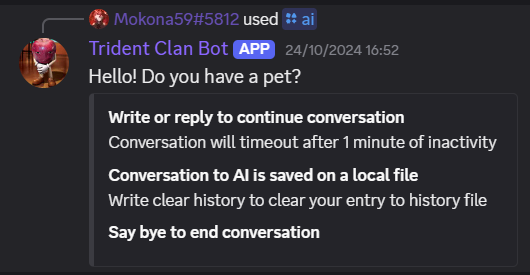 Mokona59#5812 used ai
Trident Clan Bot APP 24/10/2024 16:52
Hello! Do you have a pet?
Write or reply to continue conversation
Conversation will timeout after 1 minute of inactivity
Conversation to AI is saved on a local file
Write clear history to clear your entry to history file
Say bye to end conversation